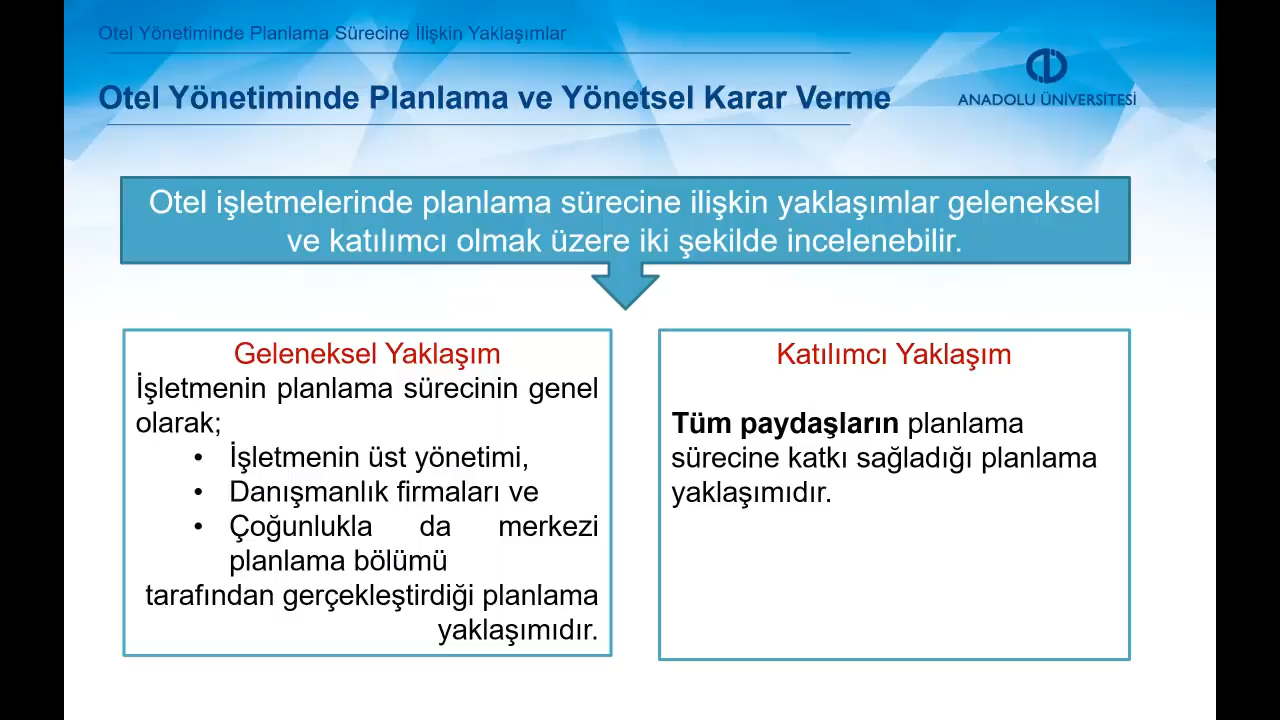 Otel Yönetiminde Planlama Sürecine İlişkin Yaklaşımlar
Otel Yönetiminde Planlama ve Yönetsel Karar Verme
ANADOLU ÜNİVERSİTESİ
Otel işletmelerinde planlama sürecine ilişkin yaklaşımlar geleneksel
ve katılımcı olmak üzere iki şekilde incelenebilir.
Geleneksel Yaklaşım
İşletmenin planlama sürecinin genel
olarak;
• İşletmenin üst yönetimi,
• Danışmanlık firmaları ve
• Çoğunlukla da merkezi
planlama bölümü
tarafından gerçekleştirdiği planlama
yaklaşımıdır.
Katılımcı Yaklaşım
Tüm paydaşların planlama
sürecine katkı sağladığı planlama
yaklaşımıdır.